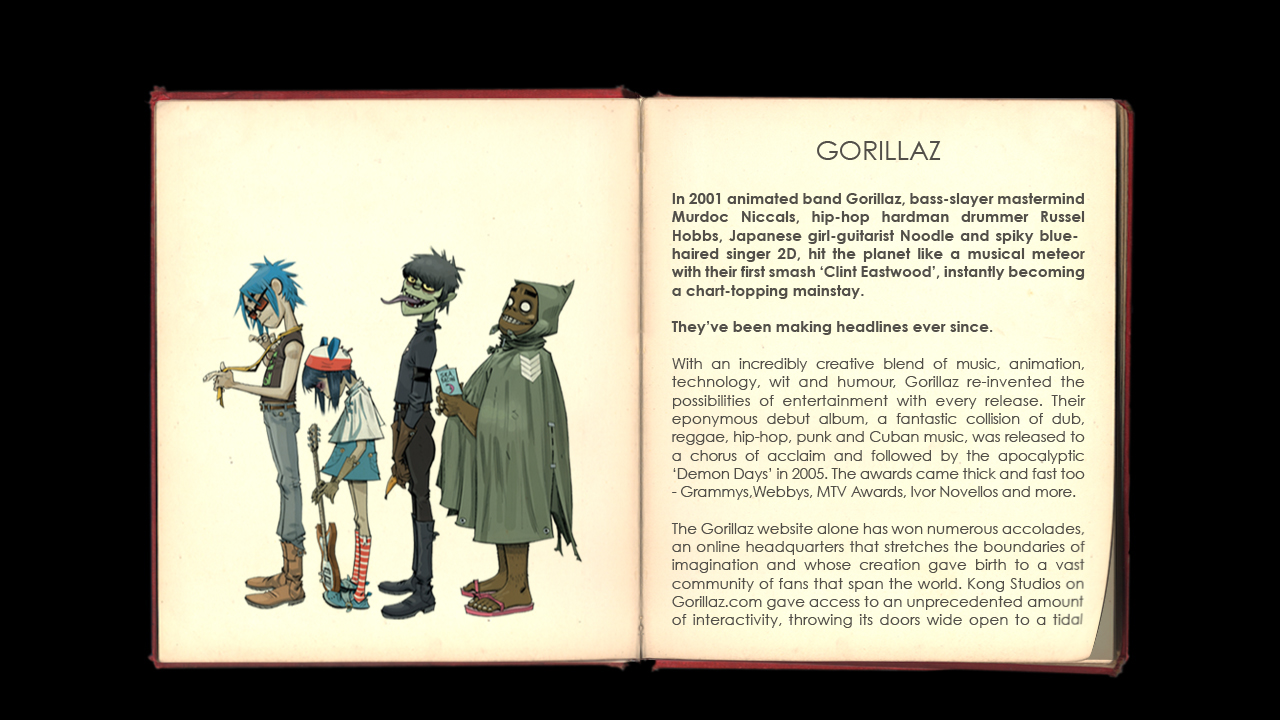 GORILLAZ
In 2001 animated band Gorillaz, bass-slayer mastermind
Murdoc Niccals, hip-hop hardman drummer Russel
Hobbs, Japanese girl-guitarist Noodle and spiky blue-
haired singer 2D, hit the planet like a musical meteor
with their first smash ‘Clint Eastwood’, instantly becoming
a chart-topping mainstay.
They’ve been making headlines ever since.
With an incredibly creative blend of music, animation,
technology, wit and humour, Gorillaz re-invented the
possibilities of entertainment with every release. Their
eponymous debut album, a fantastic collision of dub,
reggae, hip-hop, punk and Cuban music, was released to
a chorus of acclaim and followed by the apocalyptic
‘Demon Days’ in 2005. The awards came thick and fast too
- Grammys,Webbys, MTV Awards, Ivor Novellos and more.
The Gorillaz website alone has won numerous accolades,
an online headquarters that stretches the boundaries of
imagination and whose creation gave birth to a vast
community of fans that span the world. Kong Studios on
Gorillaz.com gave access to an unprecedented amount
of interactivity, throwing its doors wide open to a tidal